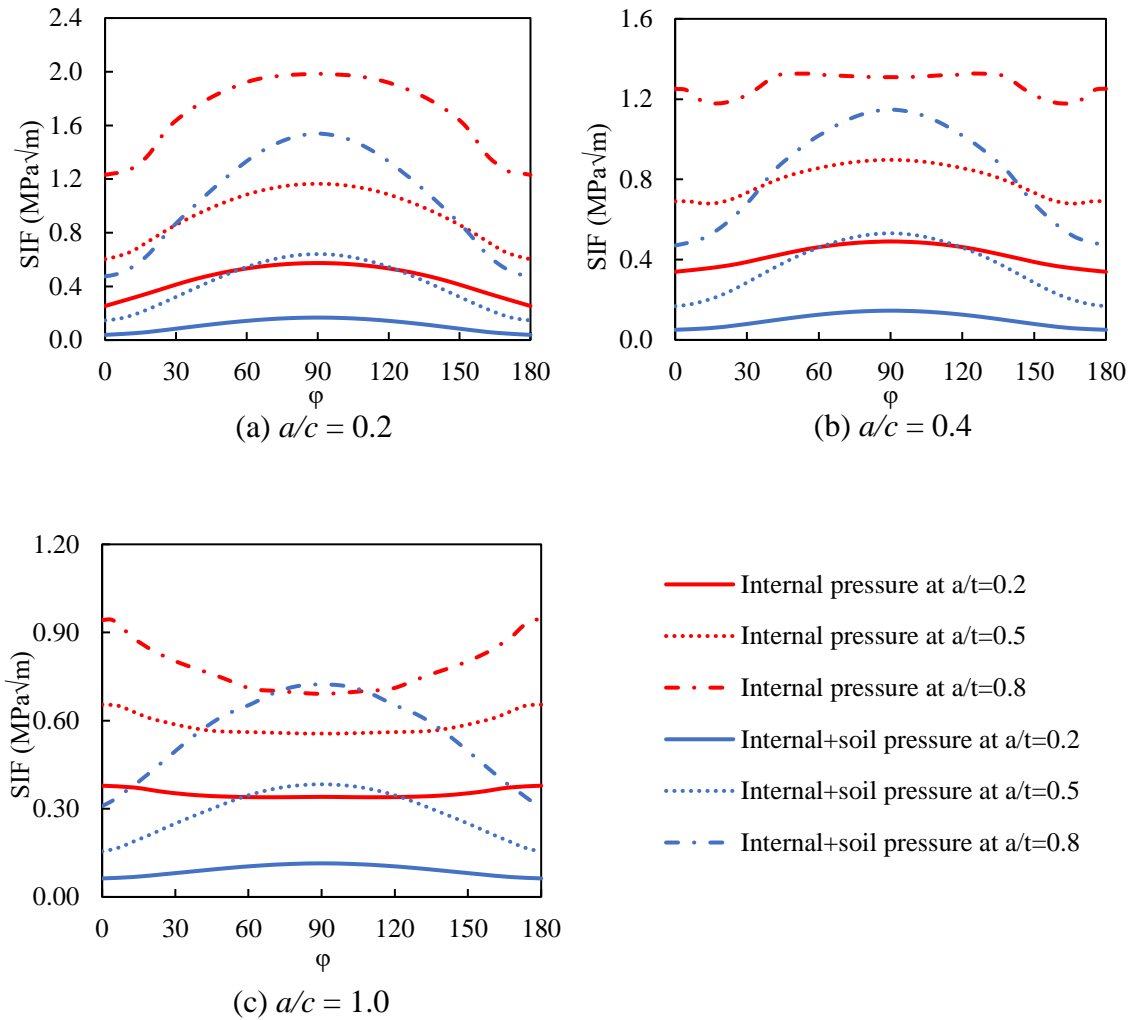 2.4
2.0
1.6
1.2
0.8
0.4
0.0
SIF (MPa√m)
0 30 60 90 120 150 180
φ
(a) a/c = 0.2
1.6
1.2
0.8
0.4
0.0
SIF (MPa√m)
0 30 60 90 120 150 180
φ
(b) a/c = 0.4
1.20
0.90
0.60
0.30
0.00
SIF (MPa√m)
0 30 60 90 120 150 180
φ
(c) a/c = 1.0
Internal pressure at a/t=0.2
Internal pressure at a/t=0.5
Internal pressure at a/t=0.8
Internal+soil pressure at a/t=0.2
Internal+soil pressure at a/t=0.5
Internal+soil pressure at a/t=0.8